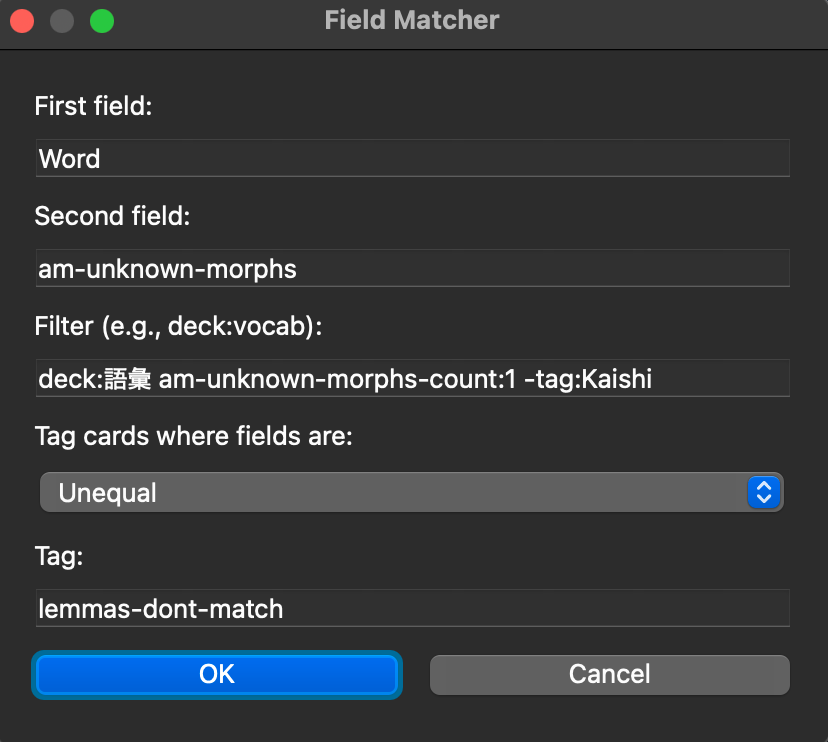 Field Matcher
First field:
Word
Second field:
am-unknown-morphs
Filter (e.g., deck:vocab):
deck:語彙 am-unknown-morphs-count:1 -tag:Kaishi
Tag cards where fields are:
Unequal
Tag:
lemmas-dont-match
OK
Cancel